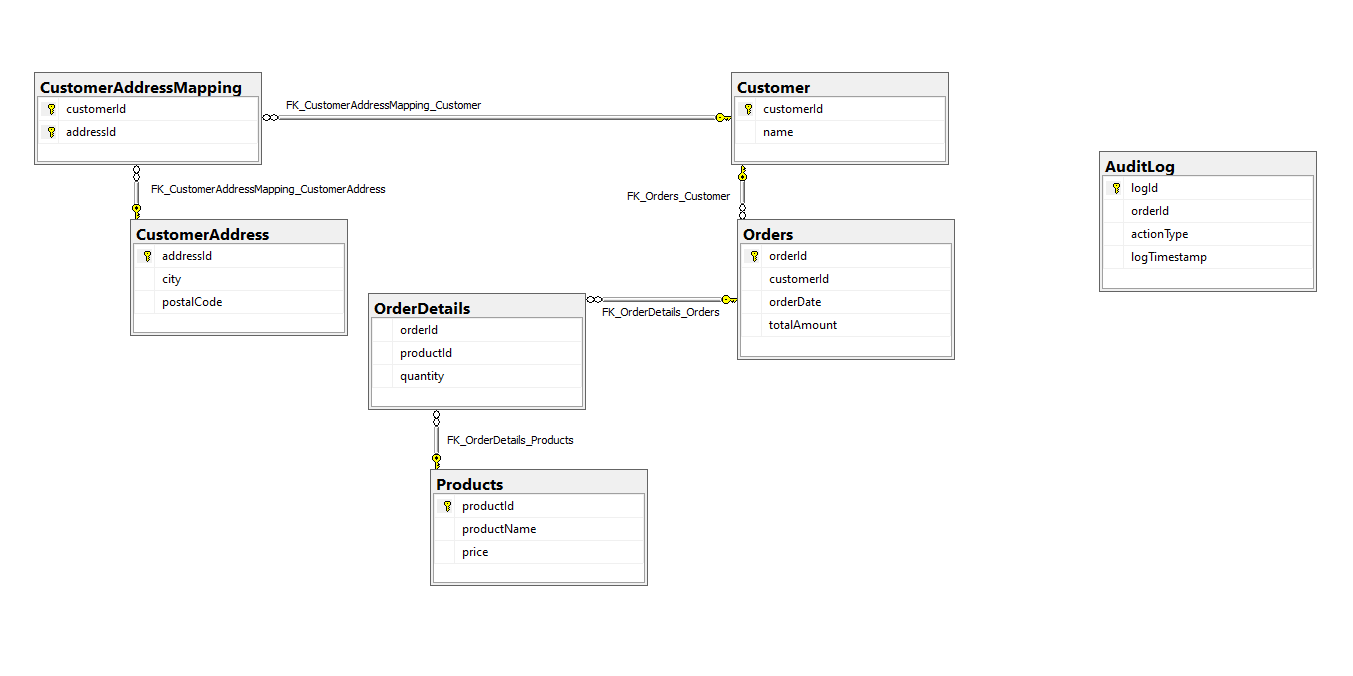 CustomerAddressMapping
customerId
addressId
FK_CustomerAddressMapping_Customer
Customer
customerId
name
AuditLog
logId
orderId
actionType
logTimestamp
FK_CustomerAddressMapping_CustomerAddress
FK_Orders_Customer
CustomerAddress
addressId
city
postalCode
Orders
orderId
customerId
orderDate
totalAmount
OrderDetails
orderId
productId
quantity
FK_OrderDetails_Orders
FK_OrderDetails_Products
Products
productId
productName
price